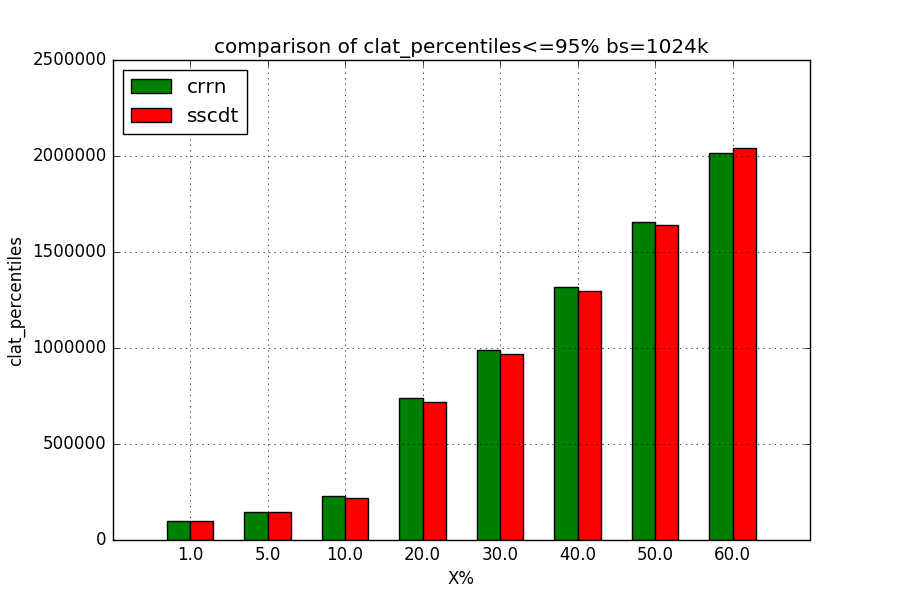 comparison of clat_percentiles<=95% bs=1024k
2500000
2000000
1500000
1000000
500000
0
clat_percentiles
crrn
sscdt
1.0 5.0 10.0 20.0 30.0 40.0 50.0 60.0
X%